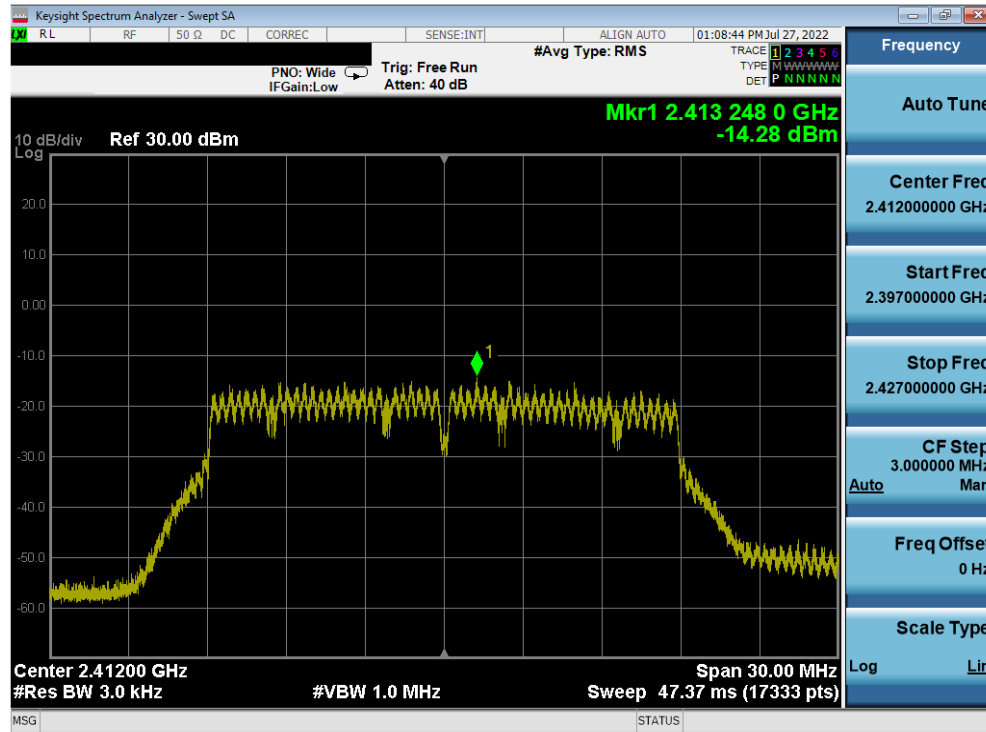 Keysight Spectrum Analyzer - Swept SA
LXI RL RF 50 Ω DC CORREC SENSE:INT ALIGN AUTO 01:08:44 PM Jul 27, 2022
#Avg Type: RMS
TRACE 1 2 3 4 5 6
TYPE M WWWWW
DET P N N N N N
PNO: Wide
IFGain:Low
Trig: Free Run
Atten: 40 dB
Mkr1 2.413 248 0 GHz
-14.28 dBm
10 dB/div
Log
Ref 30.00 dBm
20.0
10.0
0.00
-10.0
-20.0
-30.0
-40.0
-50.0
-60.0
1
Center 2.41200 GHz
#Res BW 3.0 kHz
#VBW 1.0 MHz
Span 30.00 MHz
Sweep 47.37 ms (17333 pts)
MSG
STATUS
Frequency
Auto Tune
Center Freq
2.412000000 GHz
Start Freq
2.397000000 GHz
Stop Freq
2.427000000 GHz
CF Step
3.000000 MHz
Auto Man
Freq Offset
0 Hz
Scale Type
Log Lin